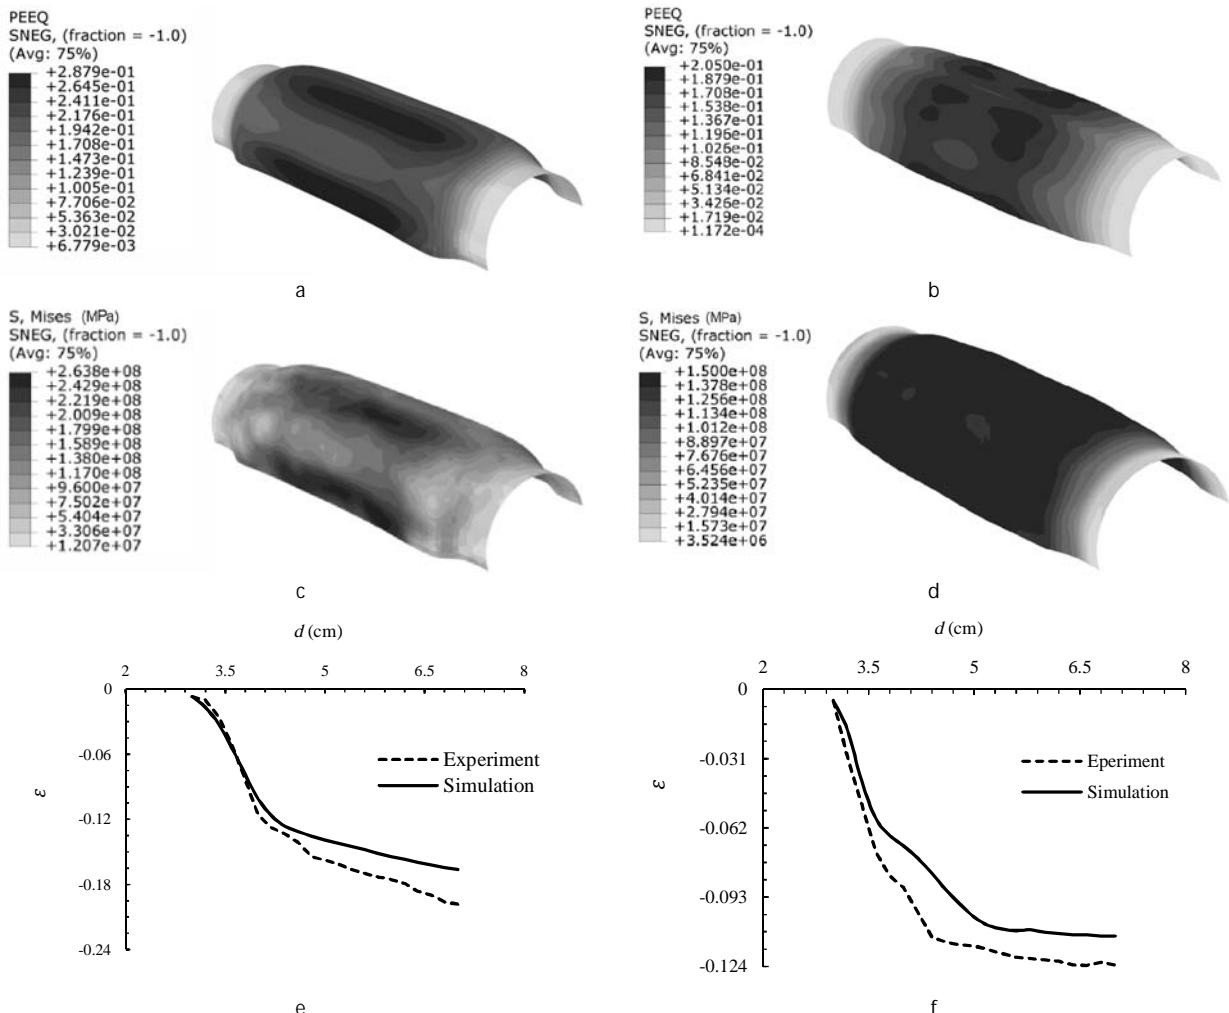 PEEQ
SNEG, (fraction = -1.0)
(Avg: 75%)
+2.879e-01
+2.645e-01
+2.411e-01
+2.176e-01
+1.942e-01
+1.708e-01
+1.473e-01
+1.239e-01
+1.005e-01
+7.706e-02
+5.363e-02
+3.021e-02
+6.779e-03
a
PEEQ
SNEG, (fraction = -1.0)
(Avg: 75%)
+2.050e-01
+1.879e-01
+1.708e-01
+1.538e-01
+1.367e-01
+1.196e-01
+1.026e-01
+8.548e-02
+6.841e-02
+5.134e-02
+3.426e-02
+1.719e-02
+1.172e-04
b
S, Mises (MPa)
SNEG, (fraction = -1.0)
(Avg: 75%)
+2.638e+08
+2.429e+08
+2.219e+08
+2.009e+08
+1.799e+08
+1.589e+08
+1.380e+08
+1.170e+08
+9.600e+07
+7.502e+07
+5.404e+07
+3.306e+07
+1.207e+07
c
S, Mises (MPa)
SNEG, (fraction = -1.0)
(Avg: 75%)
+1.500e+08
+1.378e+08
+1.256e+08
+1.134e+08
+1.012e+08
+8.897e+07
+7.676e+07
+6.456e+07
+5.235e+07
+4.014e+07
+2.794e+07
+1.573e+07
+3.524e+06
d
d (cm)
2 3.5 5 6.5 8
0
-0.06
-0.12
-0.18
-0.24
ε
Experiment
Simulation
e
d (cm)
2 3.5 5 6.5 8
0
-0.031
-0.062
-0.093
-0.124
ε
Eperiment
Simulation
f